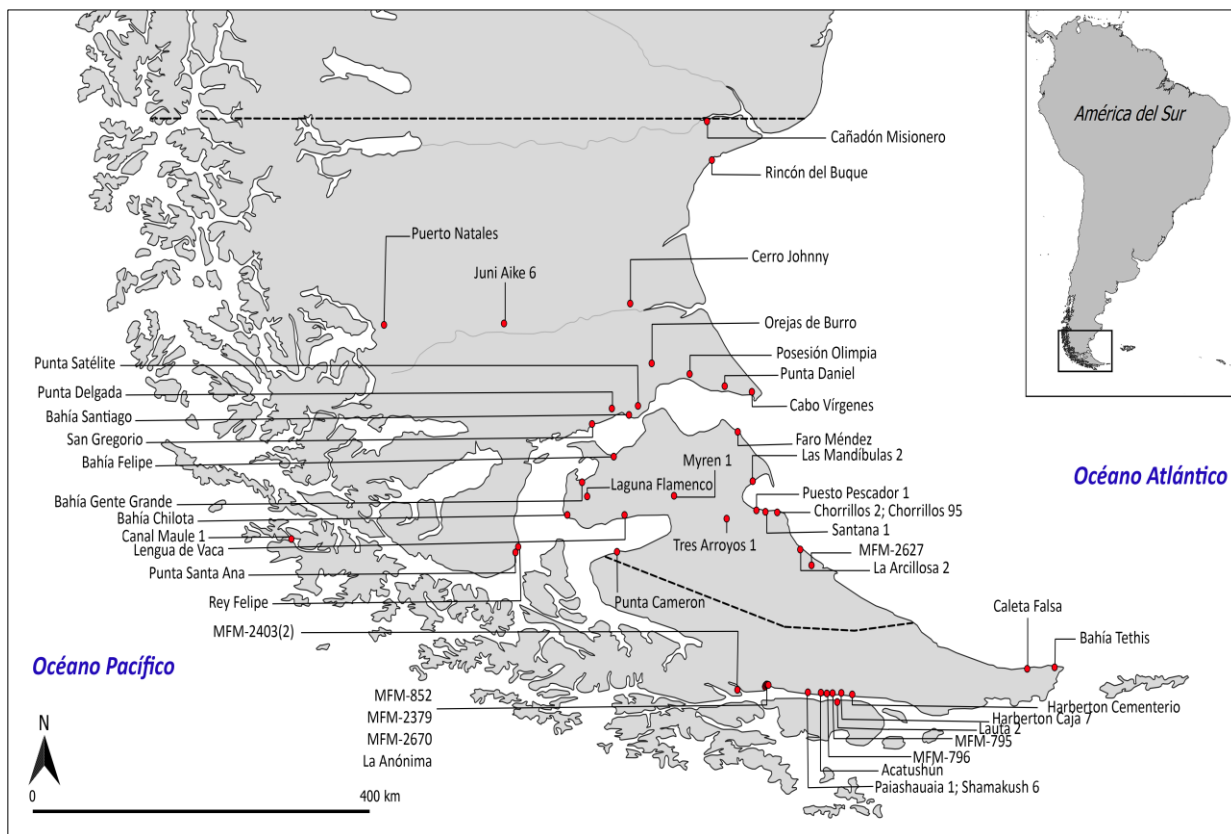 América del Sur
Cañadón Misionero
Rincón del Buque
Puerto Natales
Juni Aike 6
Cerro Johnny
Orejas de Burro
Posesión Olimpia
Punta Daniel
Cabo Vírgenes
Punta Satélite
Punta Delgada
Bahía Santiago
San Gregorio
Bahía Felipe
Faro Méndez
Las Mandíbulas 2
Myren 1
Laguna Flamenco
Océano Atlántico
Bahía Gente Grande
Puesto Pescador 1
Chorrillos 2; Chorrillos 95
Bahía Chilota
Santana 1
Canal Maule 1
Lengua de Vaca
Tres Arroyos 1
MFM-2627
La Arcillosa 2
Punta Santa Ana
Rey Felipe
Punta Cameron
Caleta Falsa
Bahía Tethis
MFM-2403(2)
Océano Pacífico
MFM-852
MFM-2379
MFM-2670
La Anónima
Harberton Cementerio
Harberton Caja 7
Lauta 2
MFM-795
MFM-796
Acatushún
Paiashauaia 1; Shamakush 6
N
0
400 km